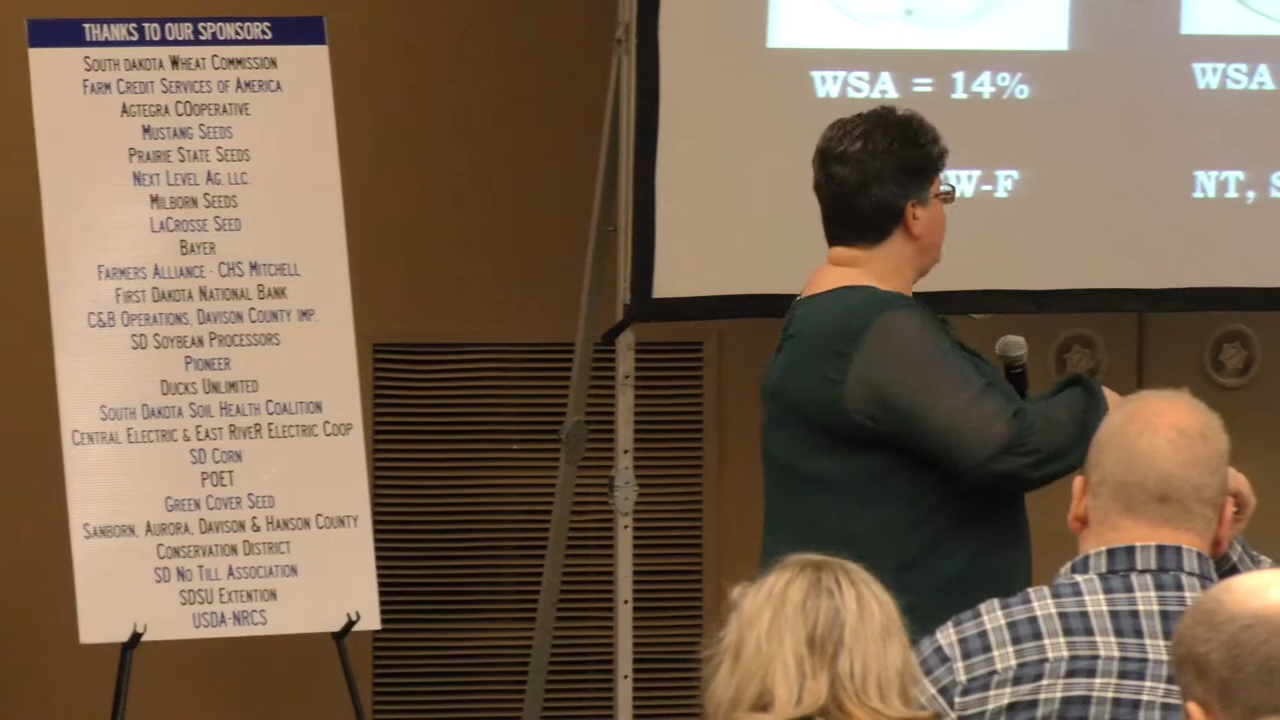 THANKS TO OUR SPONSORS
SOUTH DAKOTA WHEAT COMMISSION
FARM CREDIT SERVICES OF AMERICA
AGTEGRA COOPERATIVE
MUSTANG SEEDS
PRAIRIE STATE SEEDS
NEXT LEVEL AG, LLC.
MILBORN SEEDS
LACROSSE SEED
BAYER
FARMERS ALLIANCE - CHS MITCHELL
FIRST DAKOTA NATIONAL BANK
C&B OPERATIONS, DAVISON COUNTY IMP.
SD SOYBEAN PROCESSORS
PIONEER
DUCKS UNLIMITED
SOUTH DAKOTA SOIL HEALTH COALITION
CENTRAL ELECTRIC & EAST RIVER ELECTRIC COOP
SD CORN
POET
GREEN COVER SEED
SANBORN, AURORA, DAVISON & HANSON COUNTY
CONSERVATION DISTRICT
SD NO TILL ASSOCIATION
SDSU EXTENTION
USDA-NRCS
WSA = 14%
W-F
WSA
NT,